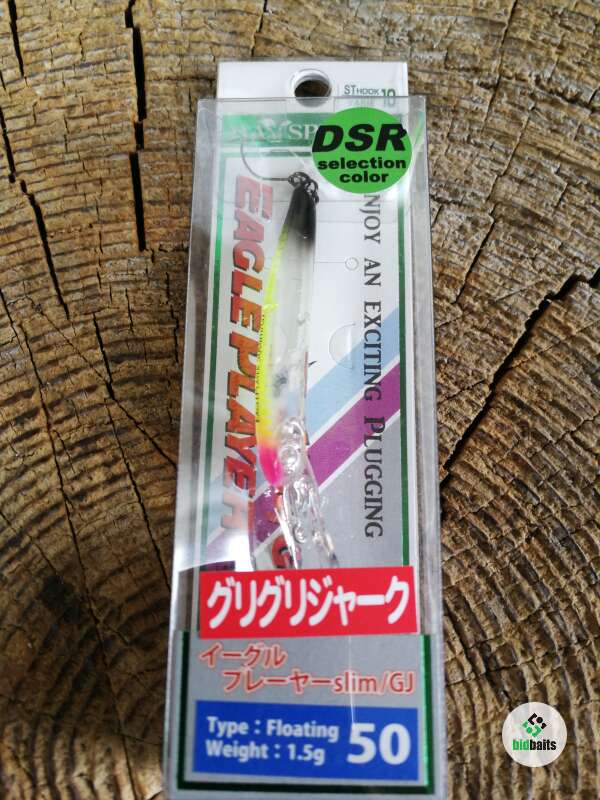 ST HOOK 10
DSR
selection
color
ENJOY AN EXCITING PLUGGING
EAGLE PLAYER
グリグリジャーク
イーグル
プレーヤーslim/GJ
Type：Floating
Weight：1.5g
50
bidbaits